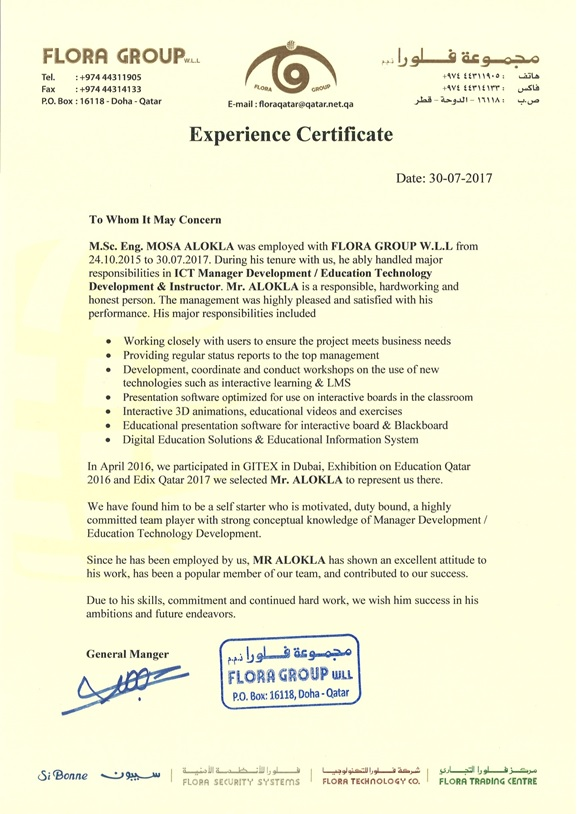 FLORA GROUP W.L.L
Tel. : +974 44311905
Fax : +974 44314133
P.O. Box : 16118 - Doha - Qatar
FLORA GROUP
E-mail : floraqatar@qatar.net.qa
مجموعة فلورا ذ.م.م
هاتف : ٤٤٣١١٩٠٥ ٩٧٤+
فاكس : ٤٤٣١٤١٣٣ ٩٧٤+
ص.ب : ١٦١١٨ - الدوحة - قطر
Experience Certificate
Date: 30-07-2017
To Whom It May Concern
M.Sc. Eng. MOSA ALOKLA was employed with FLORA GROUP W.L.L from
24.10.2015 to 30.07.2017. During his tenure with us, he ably handled major
responsibilities in ICT Manager Development / Education Technology
Development & Instructor. Mr. ALOKLA is a responsible, hardworking and
honest person. The management was highly pleased and satisfied with his
performance. His major responsibilities included
• Working closely with users to ensure the project meets business needs
• Providing regular status reports to the top management
• Development, coordinate and conduct workshops on the use of new
technologies such as interactive learning & LMS
• Presentation software optimized for use on interactive boards in the classroom
• Interactive 3D animations, educational videos and exercises
• Educational presentation software for interactive board & Blackboard
• Digital Education Solutions & Educational Information System
In April 2016, we participated in GITEX in Dubai, Exhibition on Education Qatar
2016 and Edix Qatar 2017 we selected Mr. ALOKLA to represent us there.
We have found him to be a self starter who is motivated, duty bound, a highly
committed team player with strong conceptual knowledge of Manager Development /
Education Technology Development.
Since he has been employed by us, MR ALOKLA has shown an excellent attitude to
his work, has been a popular member of our team, and contributed to our success.
Due to his skills, commitment and continued hard work, we wish him success in his
ambitions and future endeavors.
General Manger
مجموعة فلورا ذ.م.م
FLORA GROUP WLL
P.O. Box: 16118, Doha - Qatar
Si Bonne سيبون
فلورا للأنظمة الأمنية
FLORA SECURITY SYSTEMS
شركة فلورا للتكنولوجيا
FLORA TECHNOLOGY CO.
مركز فلورا التجاري
FLORA TRADING CENTRE